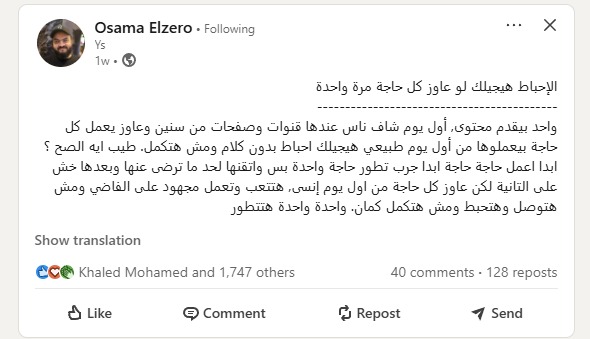 Osama Elzero • Following
Ys
1w •
الإحباط هيجيلك لو عاوز كل حاجة مرة واحدة
-------------------------------------------
واحد بيقدم محتوى, أول يوم شاف ناس عندها قنوات وصفحات من سنين وعاوز يعمل كل
حاجة بيعملوها من أول يوم طبيعي هيجيلك احباط بدون كلام ومش هتكمل. طيب ايه الصح ؟
ابدا اعمل حاجة حاجة ابدا جرب تطور حاجة واحدة بس واتقنها لحد ما ترضى عنها وبعدها خش
على التانية لكن عاوز كل حاجة من اول يوم إنسى, هتتعب وتعمل مجهود على الفاضي ومش
هتوصل وهتحبط ومش هتكمل كمان. واحدة واحدة هتتطور
Show translation
Khaled Mohamed and 1,747 others 40 comments • 128 reposts
Like Comment Repost Send